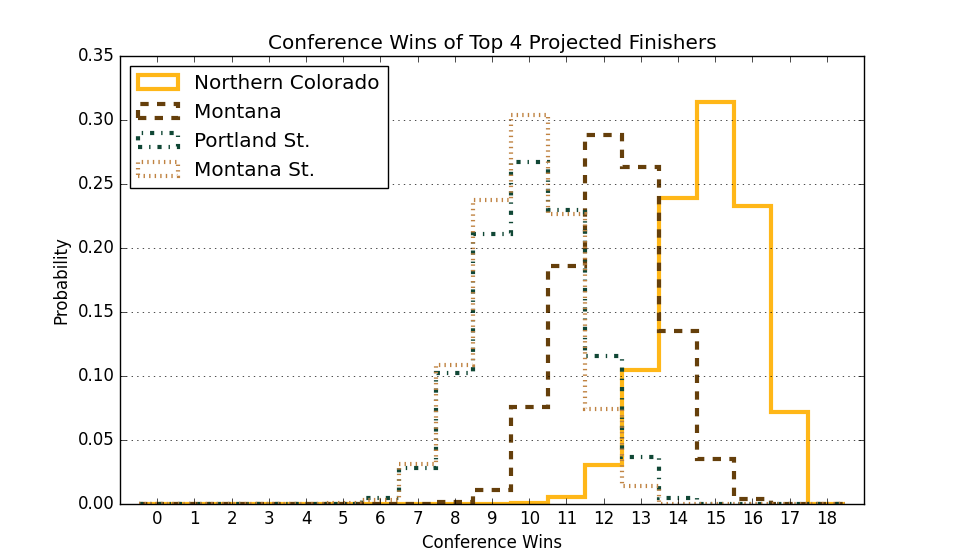 Conference Wins of Top 4 Projected Finishers
0.35
0.30
0.25
0.20
0.15
0.10
0.05
0.00
Probability
Northern Colorado
Montana
Portland St.
Montana St.
0 1 2 3 4 5 6 7 8 9 10 11 12 13 14 15 16 17 18
Conference Wins